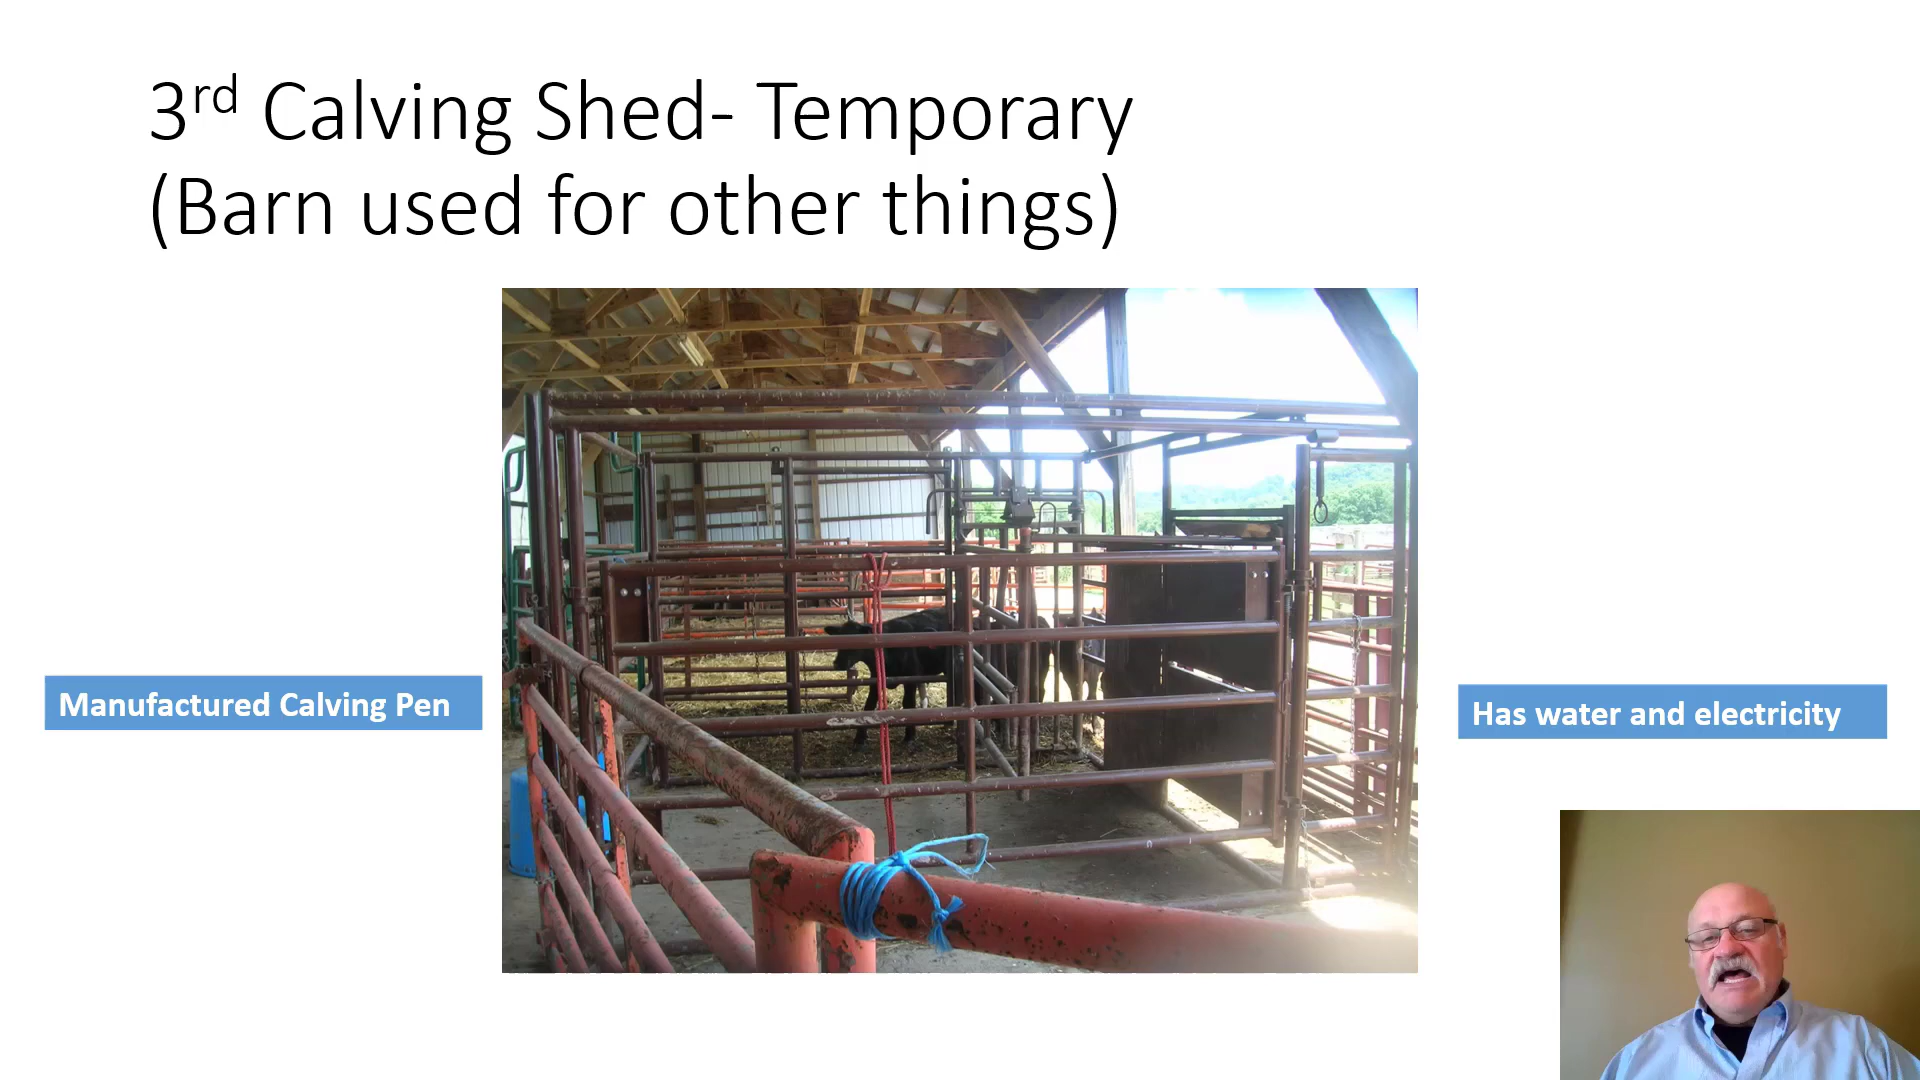 3rd Calving Shed- Temporary
(Barn used for other things)
Manufactured Calving Pen
Has water and electricity